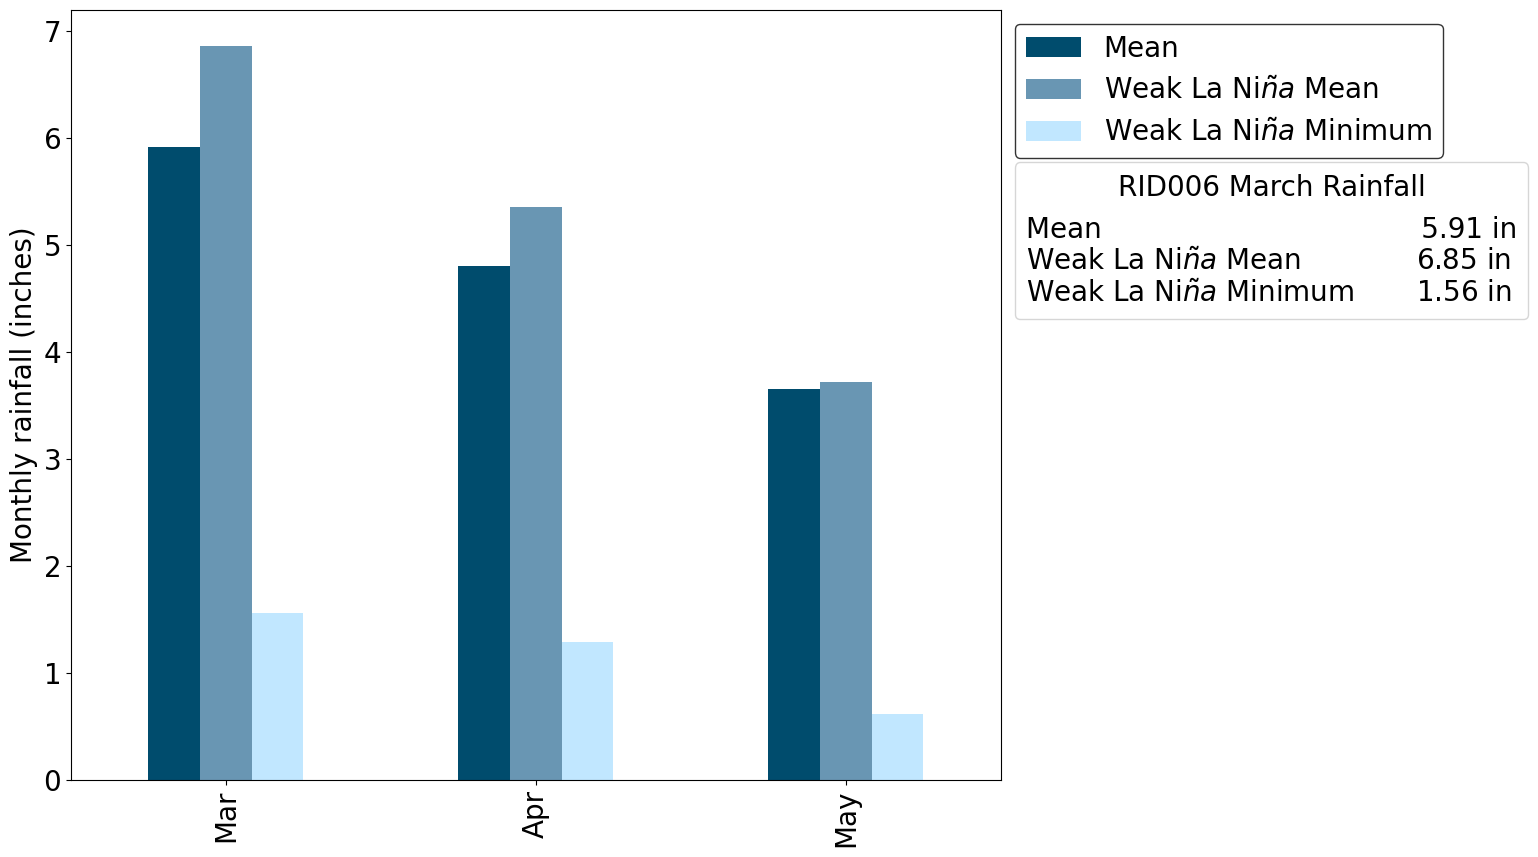 Monthly rainfall (inches)
7
6
5
4
3
2
1
0
Mar
Apr
May
Mean
Weak La Niña Mean
Weak La Niña Minimum
RID006 March Rainfall
Mean 5.91 in
Weak La Niña Mean 6.85 in
Weak La Niña Minimum 1.56 in